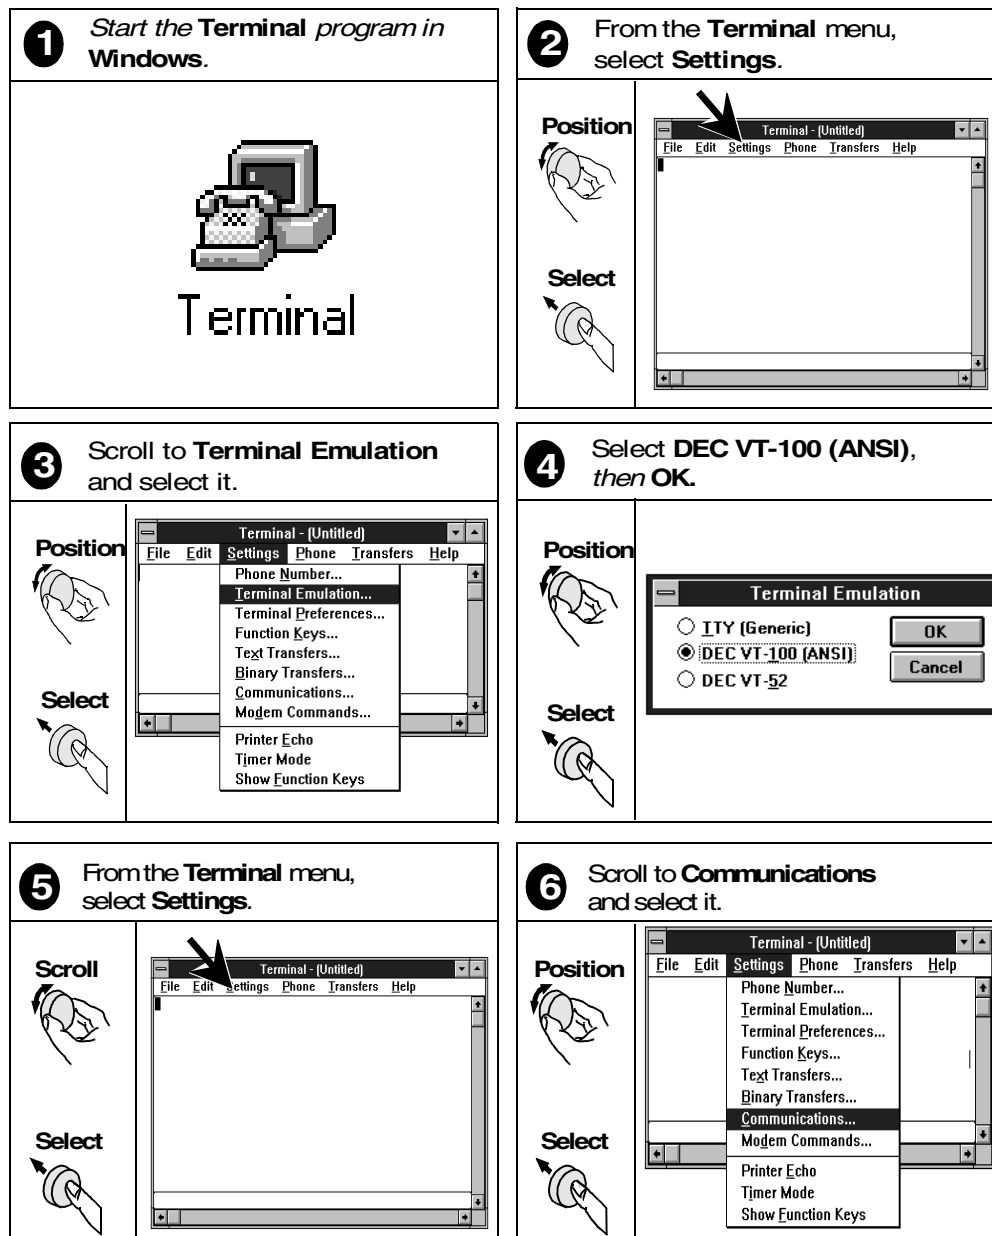 1
Start the Terminal program in
Windows.
Terminal
2
From the Terminal menu,
select Settings.
Position
Select
Terminal - (Untitled)
File Edit Settings Phone Transfers Help
3
Scroll to Terminal Emulation
and select it.
Position
Select
Terminal - (Untitled)
File Edit Settings Phone Transfers Help
Phone Number...
Terminal Emulation...
Terminal Preferences...
Function Keys...
Text Transfers...
Binary Transfers...
Communications...
Modem Commands...
Printer Echo
Timer Mode
Show Function Keys
4
Select DEC VT-100 (ANSI),
then OK.
Position
Select
Terminal Emulation
TTY (Generic)
DEC VT-100 (ANSI)
DEC VT-52
OK
Cancel
5
From the Terminal menu,
select Settings.
Scroll
Select
Terminal - (Untitled)
File Edit Settings Phone Transfers Help
6
Scroll to Communications
and select it.
Position
Select
Terminal - (Untitled)
File Edit Settings Phone Transfers Help
Phone Number...
Terminal Emulation...
Terminal Preferences...
Function Keys...
Text Transfers...
Binary Transfers...
Communications...
Modem Commands...
Printer Echo
Timer Mode
Show Function Keys